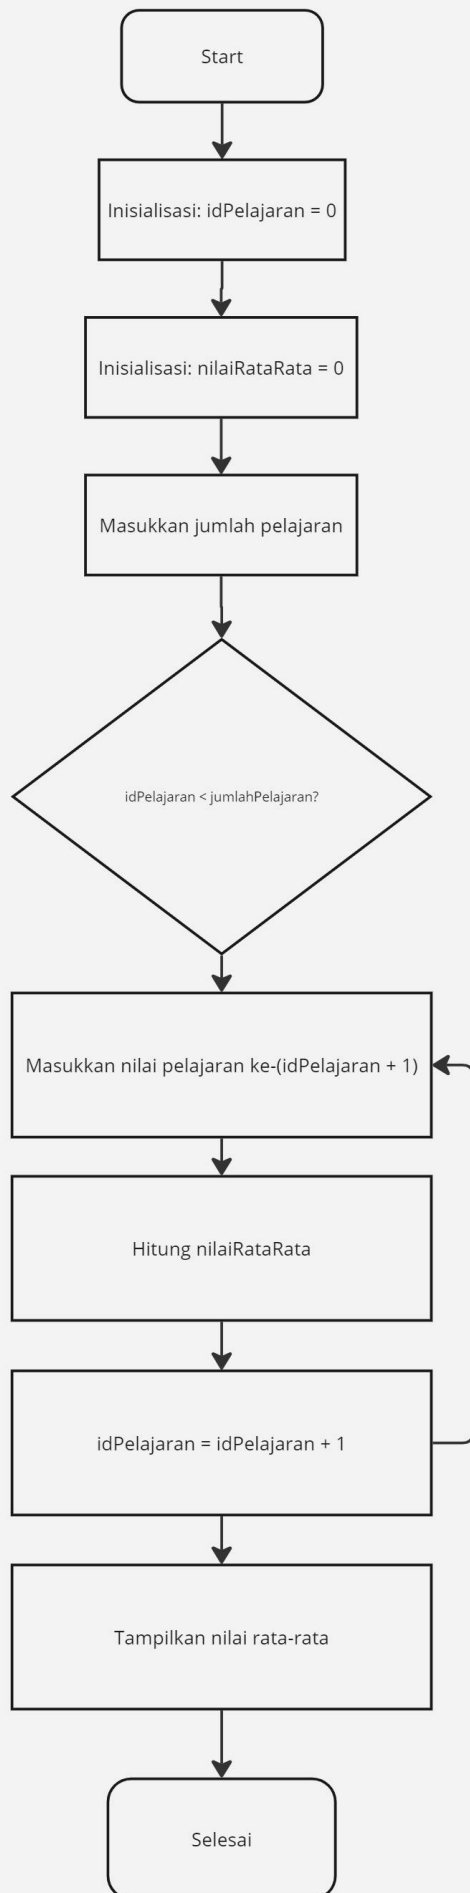 Start
Inisialisasi: idPelajaran = 0
Inisialisasi: nilaiRataRata = 0
Masukkan jumlah pelajaran
idPelajaran < jumlahPelajaran?
Masukkan nilai pelajaran ke-(idPelajaran + 1)
Hitung nilaiRataRata
idPelajaran = idPelajaran + 1
Tampilkan nilai rata-rata
Selesai